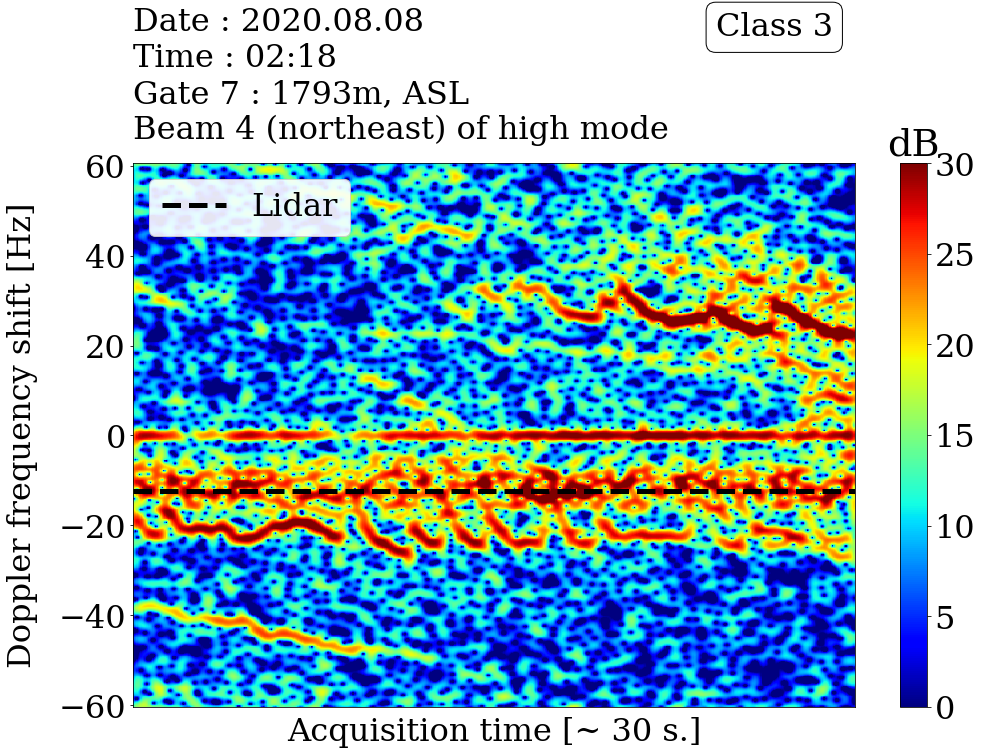 Date : 2020.08.08
Time : 02:18
Gate 7 : 1793m, ASL
Beam 4 (northeast) of high mode
Class 3
dB
Lidar
Doppler frequency shift [Hz]
60
40
20
0
−20
−40
−60
Acquisition time [~ 30 s.]
30
25
20
15
10
5
0